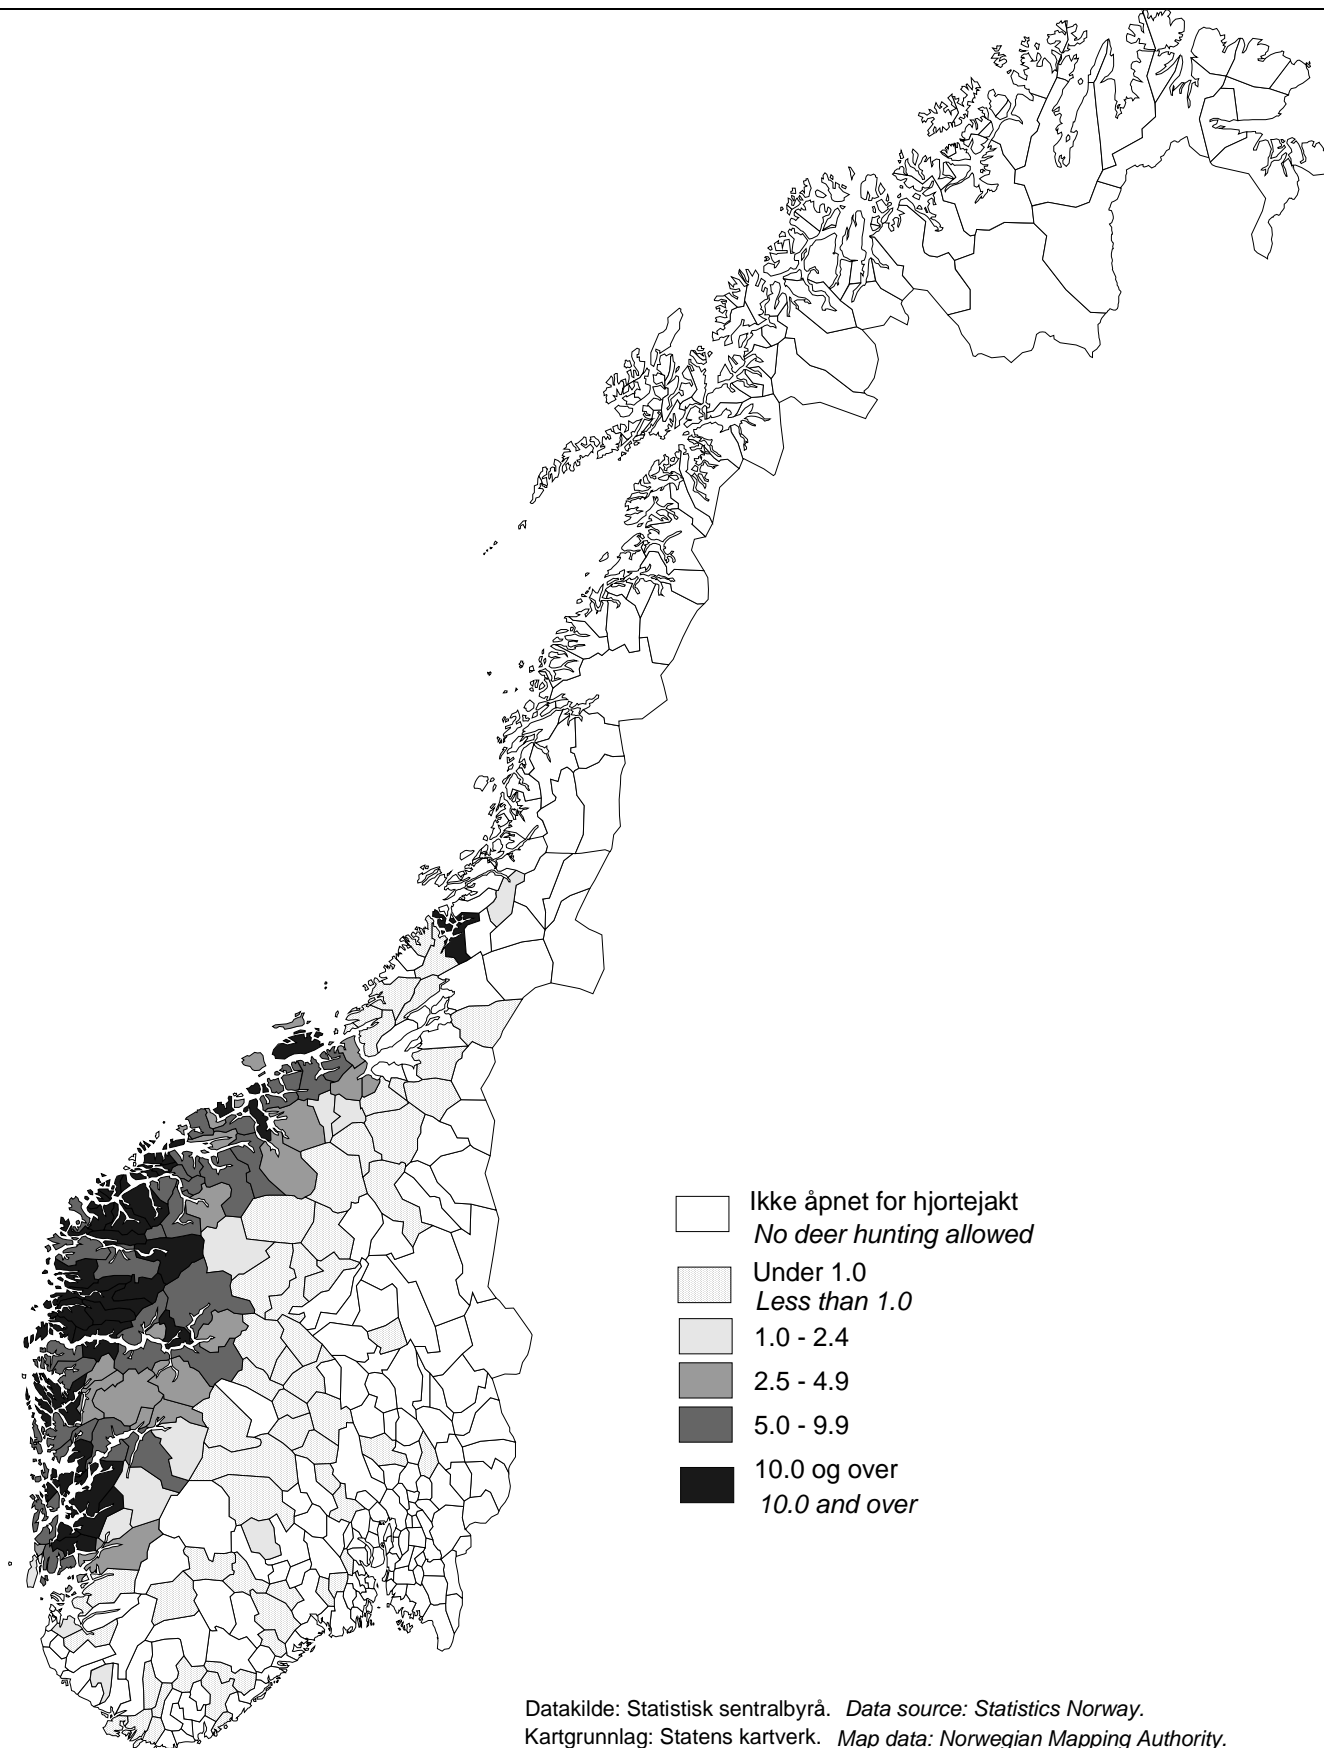 Ikke åpnet for hjortejakt
No deer hunting allowed
Under 1.0
Less than 1.0
1.0 - 2.4
2.5 - 4.9
5.0 - 9.9
10.0 og over
10.0 and over
Datakilde: Statistisk sentralbyrå. Data source: Statistics Norway.
Kartgrunnlag: Statens kartverk. Map data: Norwegian Mapping Authority.